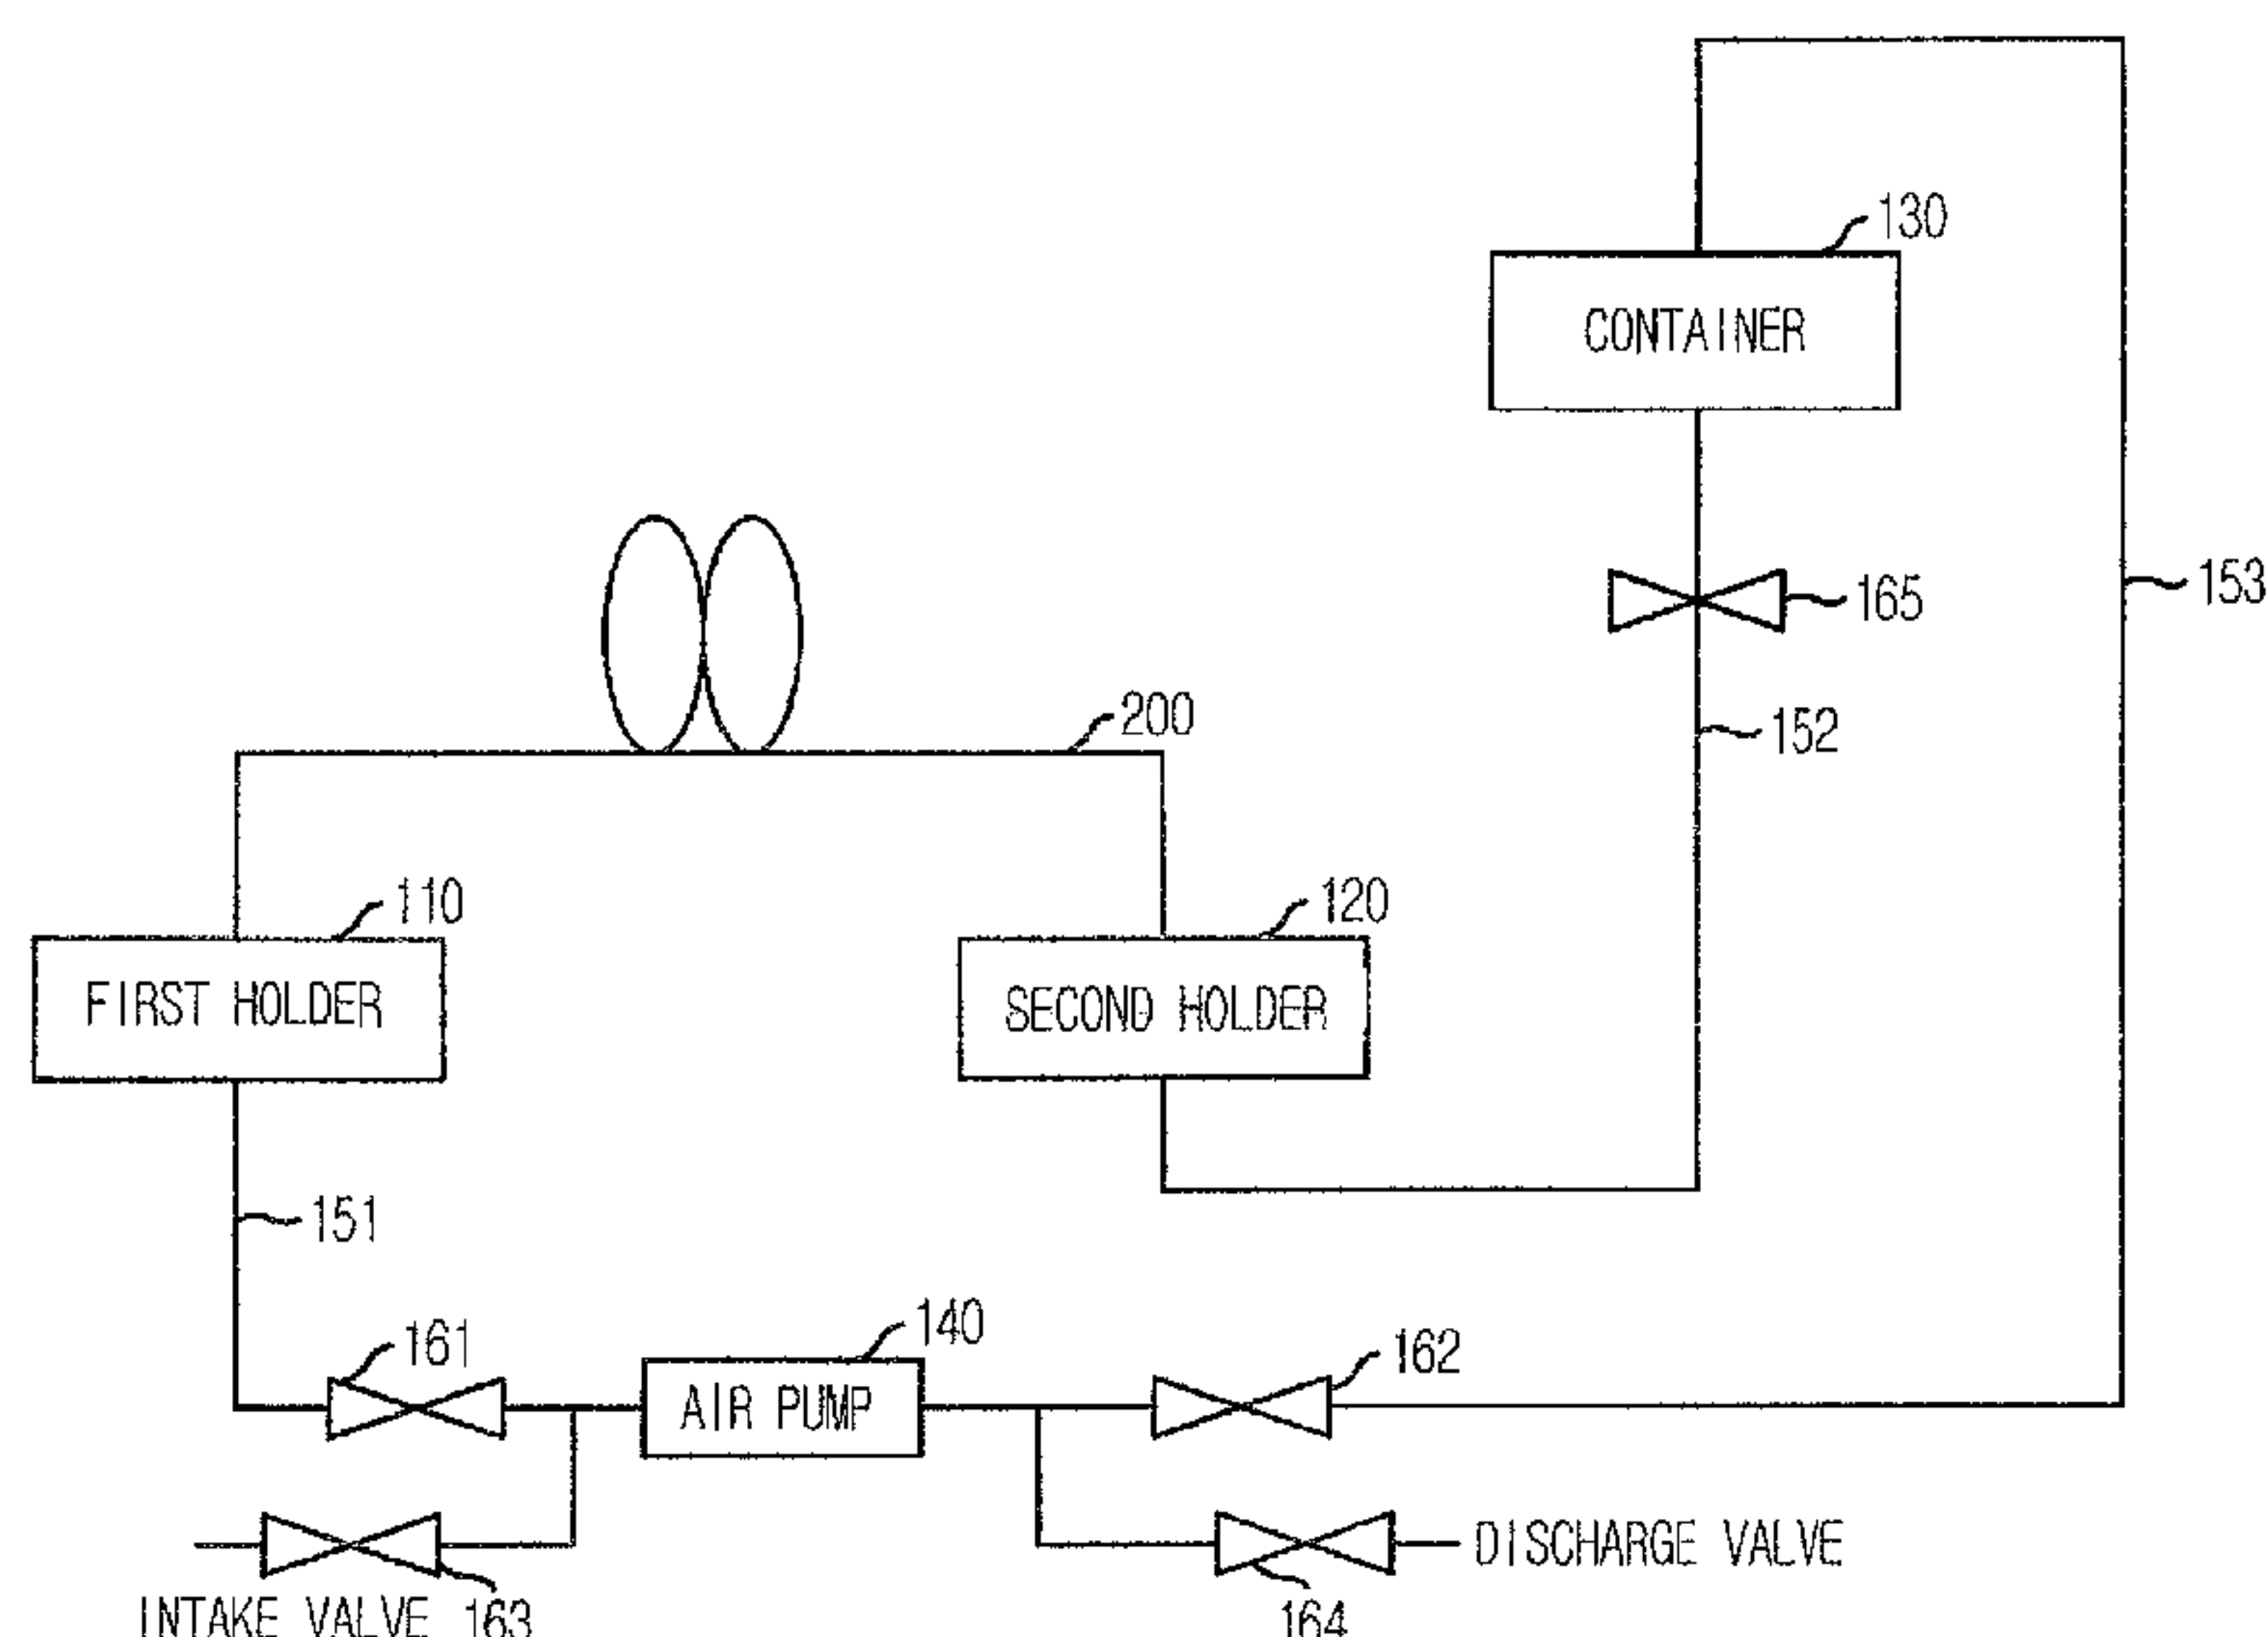 130
CONTAINER
165
153
200
152
110
120
FIRST HOLDER
SECOND HOLDER
151
140
161
162
AIR PUMP
DISCHARGE VALVE
INTAKE VALVE 163
164